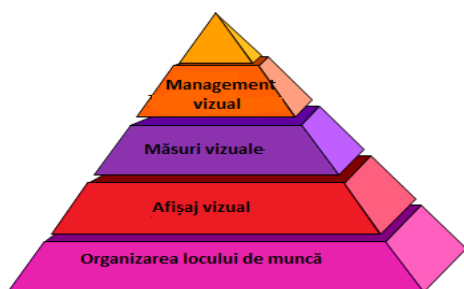 Management
vizual
Măsuri vizuale
Afișaj vizual
Organizarea locului de muncă